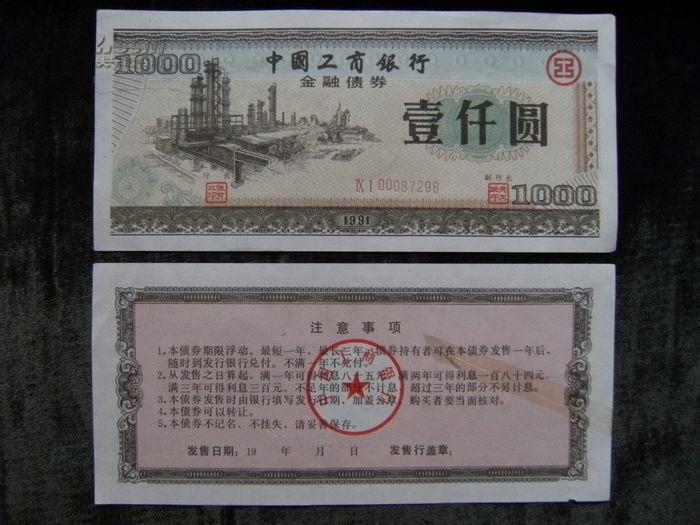 1000
中國工商銀行
金融债券
壹仟圆
行长
副行长
IX I 00087298
1000
1991
注意事项
1.本债券期限浮动、最短一年，最长三年。债券持有者可在本债券发售一年后、
随时到发行银行兑付。不满一年不兑付。
2.从发售之日算起，满一年可得利息八十五元，满两年可得利息一百八十四元，
满三年可得利息三百元。不足年的部分不计息，超过三年的部分不另计息。
3.本债券发售时由银行填写发行日期、加盖公章，购买者要当面核对。
4.本债券可以转让。
5.本债券不记名、不挂失、请妥善保存。
发售日期：19 年 月 日 发售行盖章：